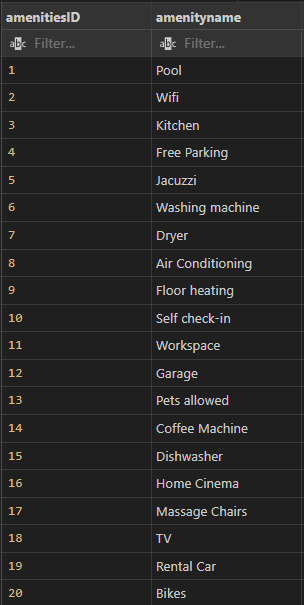 amenitiesID amenityname
abc Filter... abc Filter...
1 Pool
2 Wifi
3 Kitchen
4 Free Parking
5 Jacuzzi
6 Washing machine
7 Dryer
8 Air Conditioning
9 Floor heating
10 Self check-in
11 Workspace
12 Garage
13 Pets allowed
14 Coffee Machine
15 Dishwasher
16 Home Cinema
17 Massage Chairs
18 TV
19 Rental Car
20 Bikes